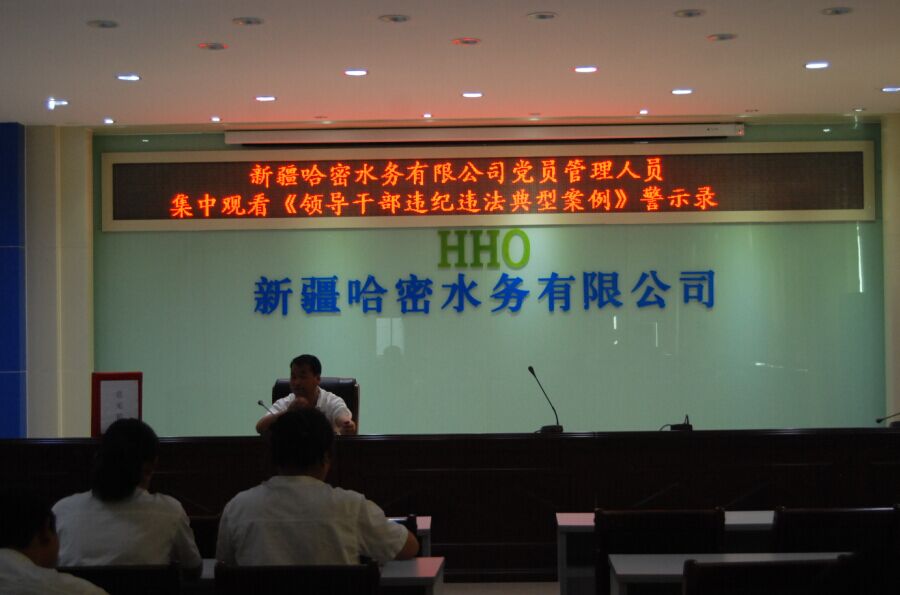 新疆哈密水务有限公司党员管理人员
集中观看《领导干部违纪违法典型案例》警示录
HHO
新疆哈密水务有限公司